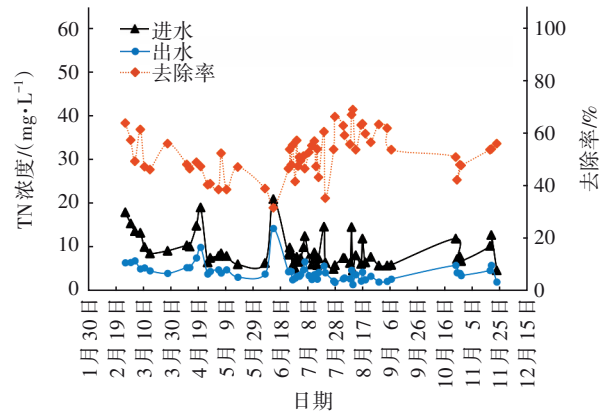 进水
出水
去除率
TN浓度/(mg·L⁻¹)
60
50
40
30
20
10
0
去除率/%
100
80
60
40
20
0
1月30日
2月19日
3月10日
3月30日
4月19日
5月9日
5月29日
6月18日
7月8日
7月28日
8月17日
9月6日
9月26日
10月16日
11月5日
11月25日
12月15日
日期